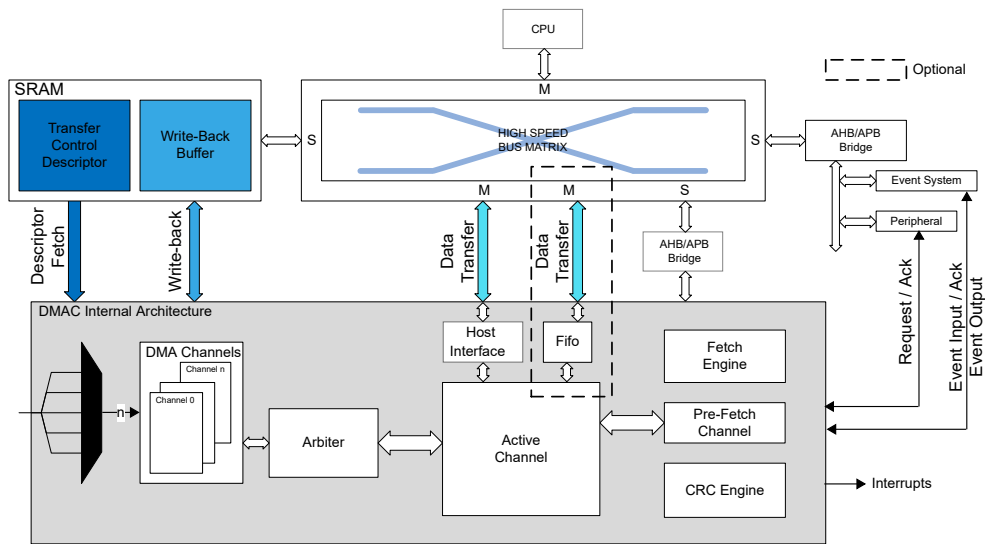 CPU
Optional
SRAM
M
Transfer
Control
Descriptor
Write-Back
Buffer
S
HIGH SPEED
BUS MATRIX
S
AHB/APB
Bridge
Event System
Peripheral
M
M
S
Descriptor
Fetch
Write-back
Data
Transfer
Data
Transfer
AHB/APB
Bridge
Request / Ack
Event Input / Ack
Event Output
DMAC Internal Architecture
Host
Interface
Fifo
Fetch
Engine
DMA Channels
Channel n
Channel 0
n
Arbiter
Active
Channel
Pre-Fetch
Channel
CRC Engine
Interrupts